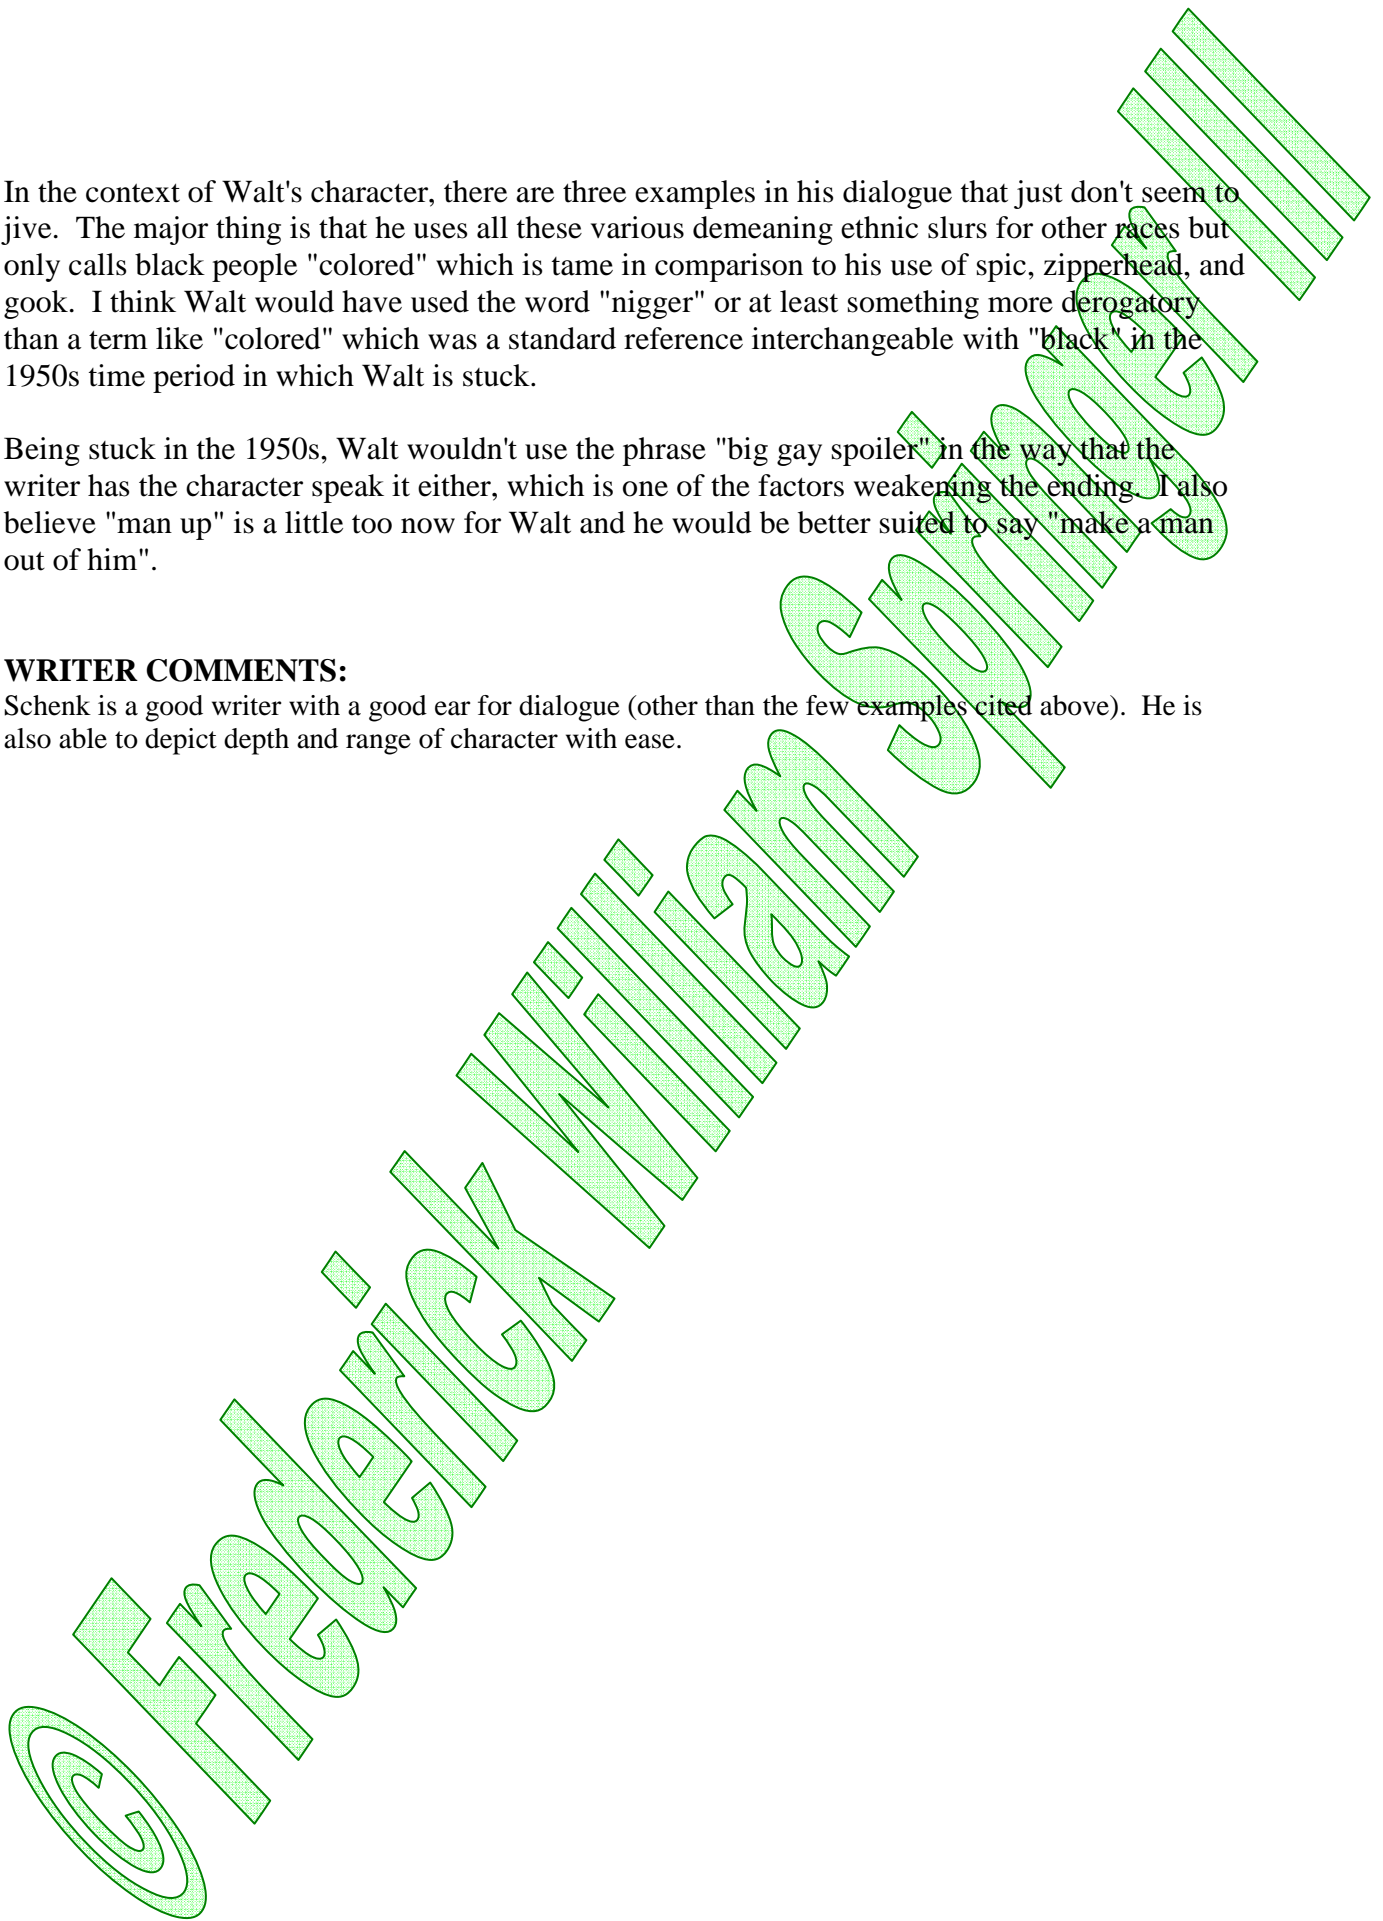 In the context of Walt's character, there are three examples in his dialogue that just don't seem to
jive.  The major thing is that he uses all these various demeaning ethnic slurs for other races but
only calls black people "colored" which is tame in comparison to his use of spic, zipperhead, and
gook.  I think Walt would have used the word "nigger" or at least something more derogatory
than a term like "colored" which was a standard reference interchangeable with "black" in the
1950s time period in which Walt is stuck.
Being stuck in the 1950s, Walt wouldn't use the phrase "big gay spoiler" in the way that the
writer has the character speak it either, which is one of the factors weakening the ending.  I also
believe "man up" is a little too now for Walt and he would be better suited to say "make a man
out of him".
WRITER COMMENTS:
Schenk is a good writer with a good ear for dialogue (other than the few examples cited above).  He is
also able to depict depth and range of character with ease.
© Frederick William Springer III